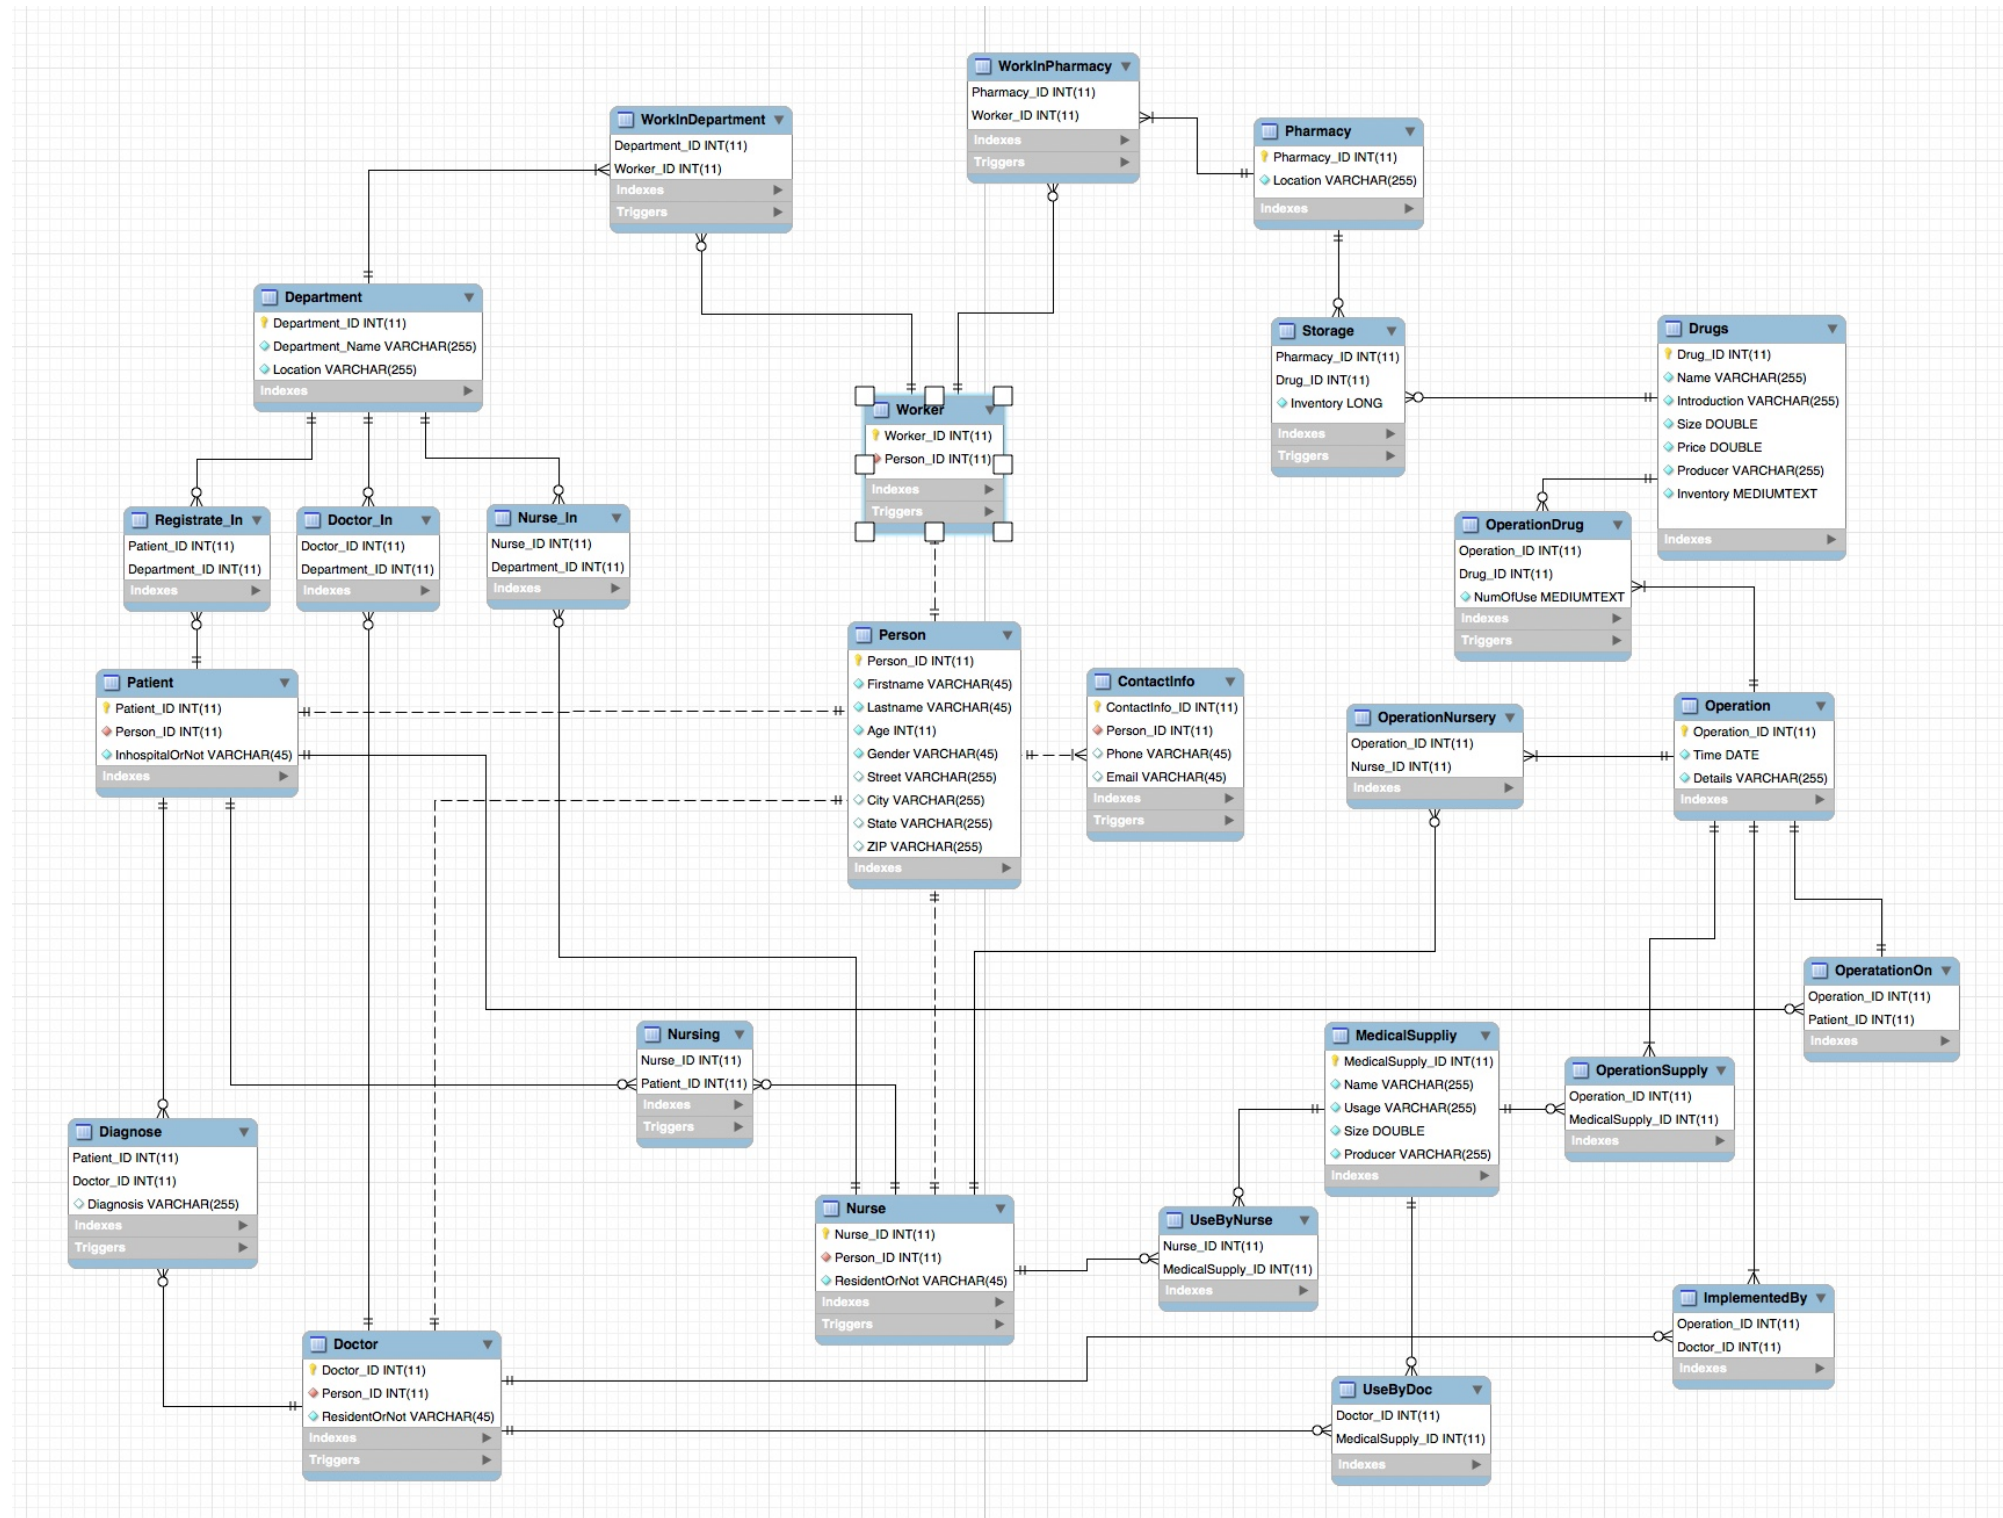 WorkInPharmacy
Pharmacy_ID INT(11)
Worker_ID INT(11)
Indexes
Triggers
WorkInDepartment
Department_ID INT(11)
Worker_ID INT(11)
Indexes
Triggers
Pharmacy
Pharmacy_ID INT(11)
Location VARCHAR(255)
Indexes
Department
Department_ID INT(11)
Department_Name VARCHAR(255)
Location VARCHAR(255)
Indexes
Storage
Pharmacy_ID INT(11)
Drug_ID INT(11)
Inventory LONG
Indexes
Triggers
Drugs
Drug_ID INT(11)
Name VARCHAR(255)
Introduction VARCHAR(255)
Size DOUBLE
Price DOUBLE
Producer VARCHAR(255)
Inventory MEDIUMTEXT
Indexes
Worker
Worker_ID INT(11)
Person_ID INT(11)
Indexes
Triggers
Registrate_In
Patient_ID INT(11)
Department_ID INT(11)
Indexes
Doctor_In
Doctor_ID INT(11)
Department_ID INT(11)
Indexes
Nurse_In
Nurse_ID INT(11)
Department_ID INT(11)
Indexes
OperationDrug
Operation_ID INT(11)
Drug_ID INT(11)
NumOfUse MEDIUMTEXT
Indexes
Triggers
Person
Person_ID INT(11)
Firstname VARCHAR(45)
Lastname VARCHAR(45)
Age INT(11)
Gender VARCHAR(45)
Street VARCHAR(255)
City VARCHAR(255)
State VARCHAR(255)
ZIP VARCHAR(255)
Indexes
Patient
Patient_ID INT(11)
Person_ID INT(11)
InhospitalOrNot VARCHAR(45)
Indexes
ContactInfo
ContactInfo_ID INT(11)
Person_ID INT(11)
Phone VARCHAR(45)
Email VARCHAR(45)
Indexes
Triggers
OperationNursery
Operation_ID INT(11)
Nurse_ID INT(11)
Indexes
Operation
Operation_ID INT(11)
Time DATE
Details VARCHAR(255)
Indexes
OperatationOn
Operation_ID INT(11)
Patient_ID INT(11)
Indexes
Nursing
Nurse_ID INT(11)
Patient_ID INT(11)
Indexes
Triggers
MedicalSuppliy
MedicalSupply_ID INT(11)
Name VARCHAR(255)
Usage VARCHAR(255)
Size DOUBLE
Producer VARCHAR(255)
Indexes
OperationSupply
Operation_ID INT(11)
MedicalSupply_ID INT(11)
Indexes
Diagnose
Patient_ID INT(11)
Doctor_ID INT(11)
Diagnosis VARCHAR(255)
Indexes
Triggers
Nurse
Nurse_ID INT(11)
Person_ID INT(11)
ResidentOrNot VARCHAR(45)
Indexes
Triggers
UseByNurse
Nurse_ID INT(11)
MedicalSupply_ID INT(11)
Indexes
ImplementedBy
Operation_ID INT(11)
Doctor_ID INT(11)
Indexes
Doctor
Doctor_ID INT(11)
Person_ID INT(11)
ResidentOrNot VARCHAR(45)
Indexes
Triggers
UseByDoc
Doctor_ID INT(11)
MedicalSupply_ID INT(11)
Indexes